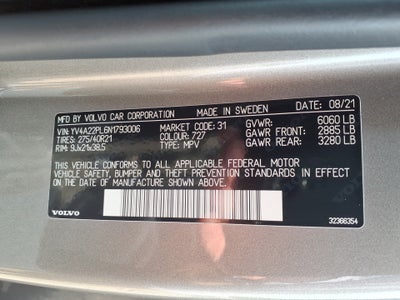 MFD BY VOLVO CAR CORPORATION MADE IN SWEDEN 08/21
VIN: YV4A22PL6N1793006 MARKET CODE: 31 GVWR: 6060 LB
TIRES: 275/40R21 COLOUR: 727 GAWR FRONT: 2885 LB
RIM: 9Jx21x38.5 TYPE: MPV GAWR REAR: 3280 LB
THIS VEHICLE CONFORMS TO ALL APPLICABLE FEDERAL MOTOR
VEHICLE SAFETY, BUMPER AND THEFT STANDARDS IN EFFECT
ON THE DATE OF MANUFACTURE SHOWN ABOVE.
VOLVO 32366354